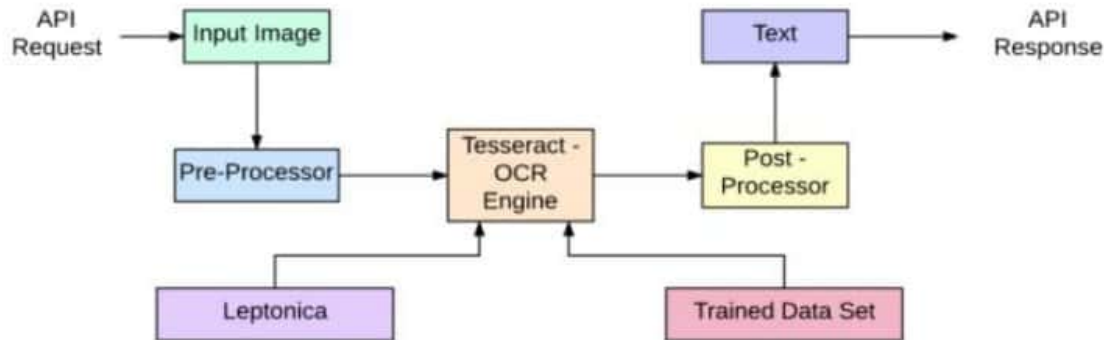 API
Request
Input Image
Text
API
Response
Pre-Processor
Tesseract -
OCR
Engine
Post -
Processor
Leptonica
Trained Data Set